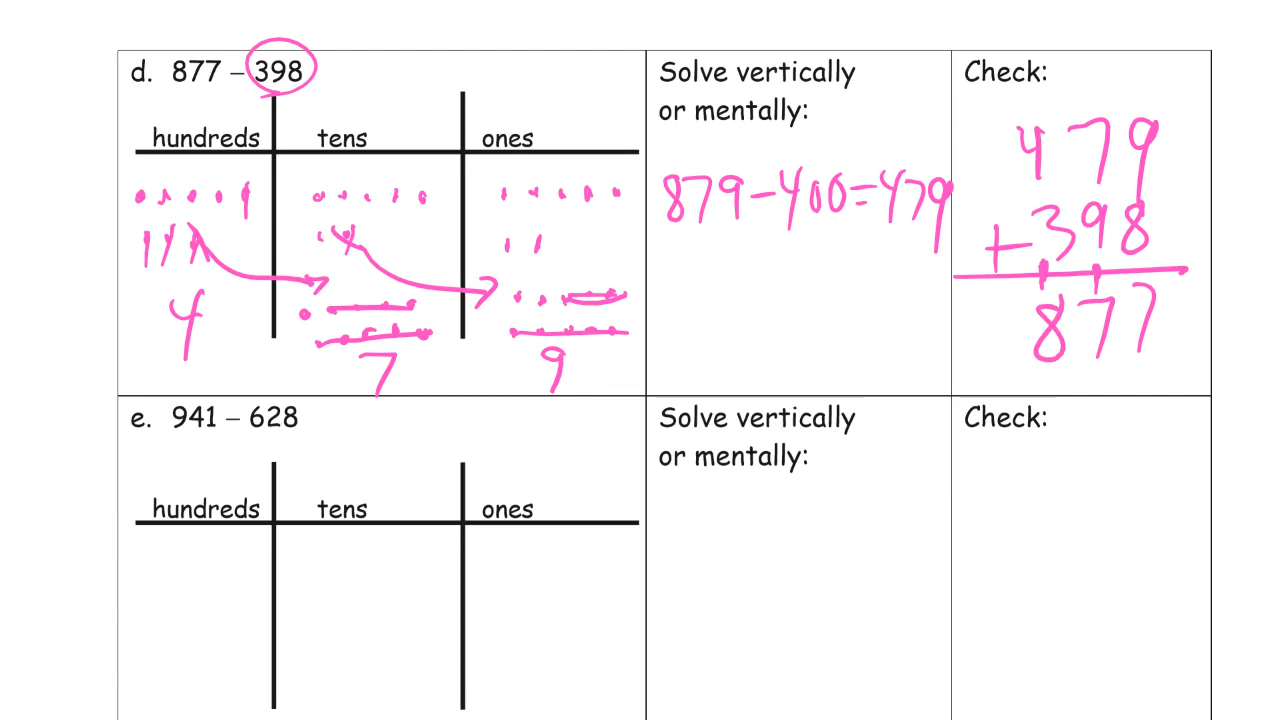 d. 877 – 398
Solve vertically
or mentally:
Check:
hundreds tens ones
4 7 9
879-400=479
479
+398
877
e. 941 – 628
Solve vertically
or mentally:
Check:
hundreds tens ones